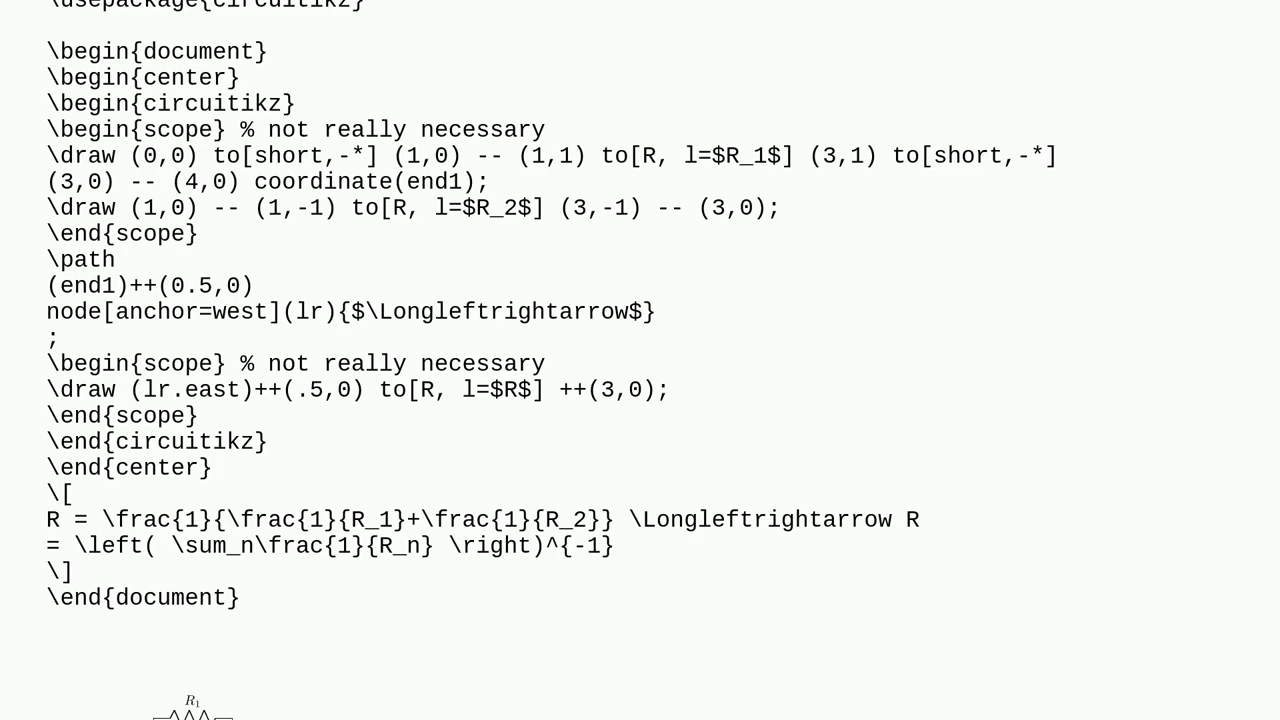 \usepackage{circuitikz}
\begin{document}
\begin{center}
\begin{circuitikz}
\begin{scope} % not really necessary
\draw (0,0) to[short,-*] (1,0) -- (1,1) to[R, l=$R_1$] (3,1) to[short,-*]
(3,0) -- (4,0) coordinate(end1);
\draw (1,0) -- (1,-1) to[R, l=$R_2$] (3,-1) -- (3,0);
\end{scope}
\path
(end1)++(0.5,0)
node[anchor=west](lr){$\Longleftrightarrow$}
;
\begin{scope} % not really necessary
\draw (lr.east)++(.5,0) to[R, l=$R$] ++(3,0);
\end{scope}
\end{circuitikz}
\end{center}
\[
R = \frac{1}{\frac{1}{R_1}+\frac{1}{R_2}} \Longleftrightarrow R
= \left( \sum_n\frac{1}{R_n} \right)^{-1}
\]
\end{document}
R₁